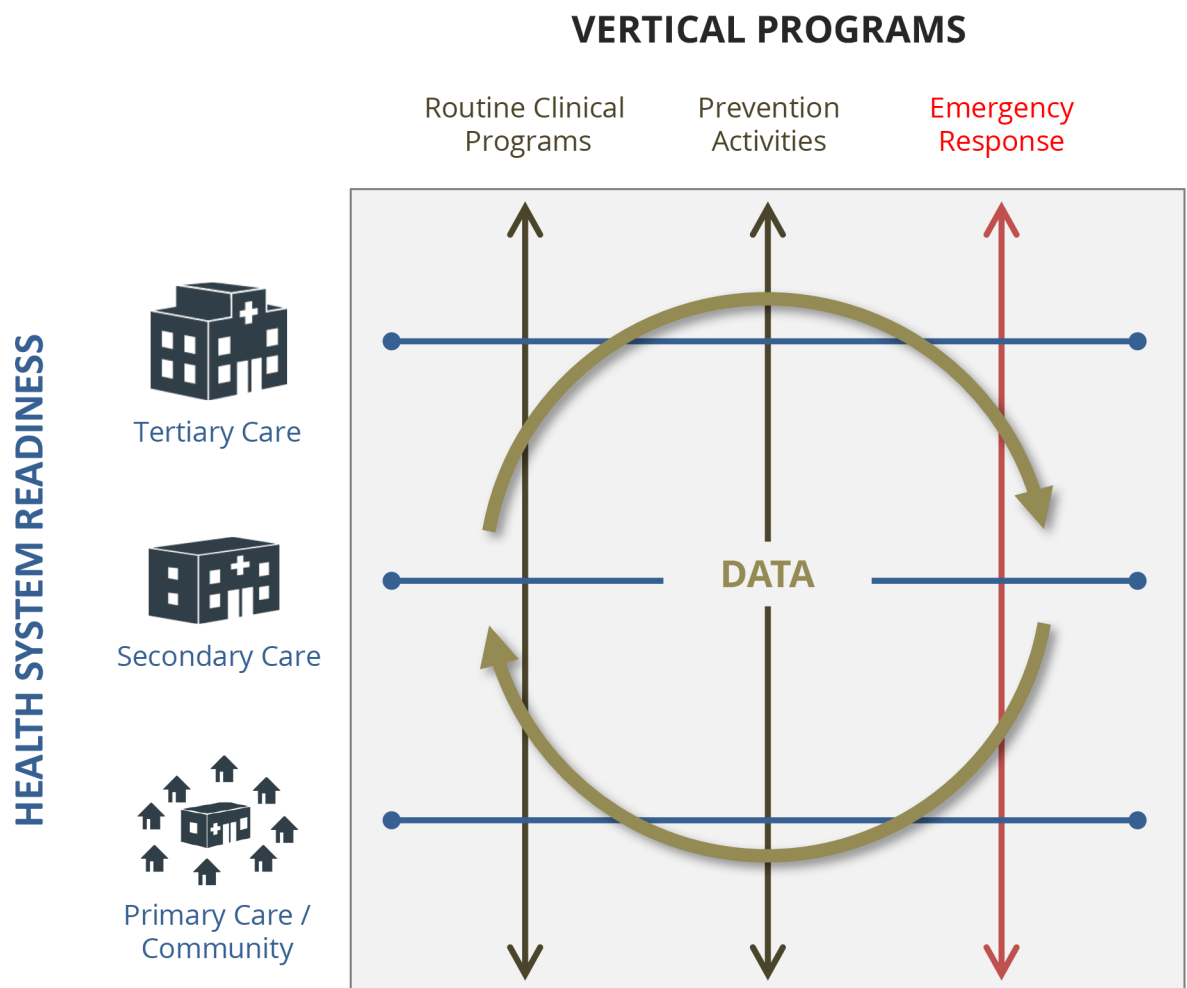 VERTICAL PROGRAMS
Routine Clinical
Programs
Prevention
Activities
Emergency
Response
HEALTH SYSTEM READINESS
Tertiary Care
Secondary Care
DATA
Primary Care /
Community